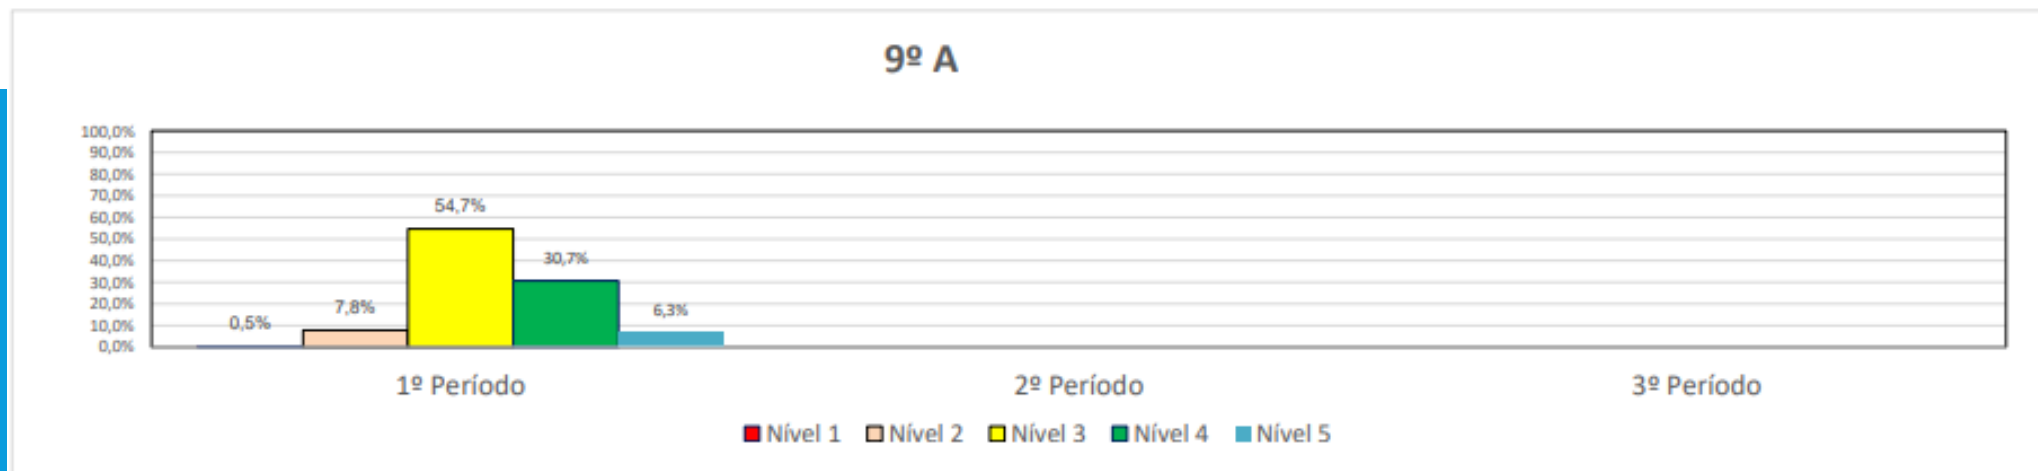 9º A
100,0%
90,0%
80,0%
70,0%
60,0%
50,0%
40,0%
30,0%
20,0%
10,0%
0,0%
0,5%
7,8%
54,7%
30,7%
6,3%
1º Período
2º Período
3º Período
Nível 1
Nível 2
Nível 3
Nível 4
Nível 5